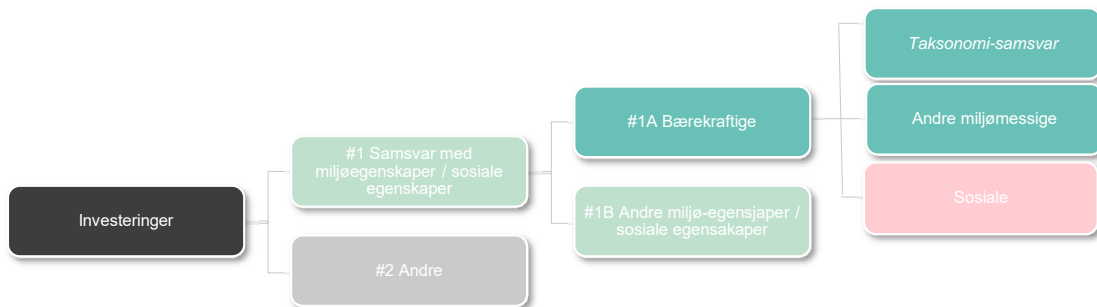 Investeringer
#1 Samsvar med
miljøegenskaper / sosiale
egenskaper
#2 Andre
#1A Bærekraftige
#1B Andre miljø-egensjaper /
sosiale egensakaper
Taksonomi-samsvar
Andre miljømessige
Sosiale